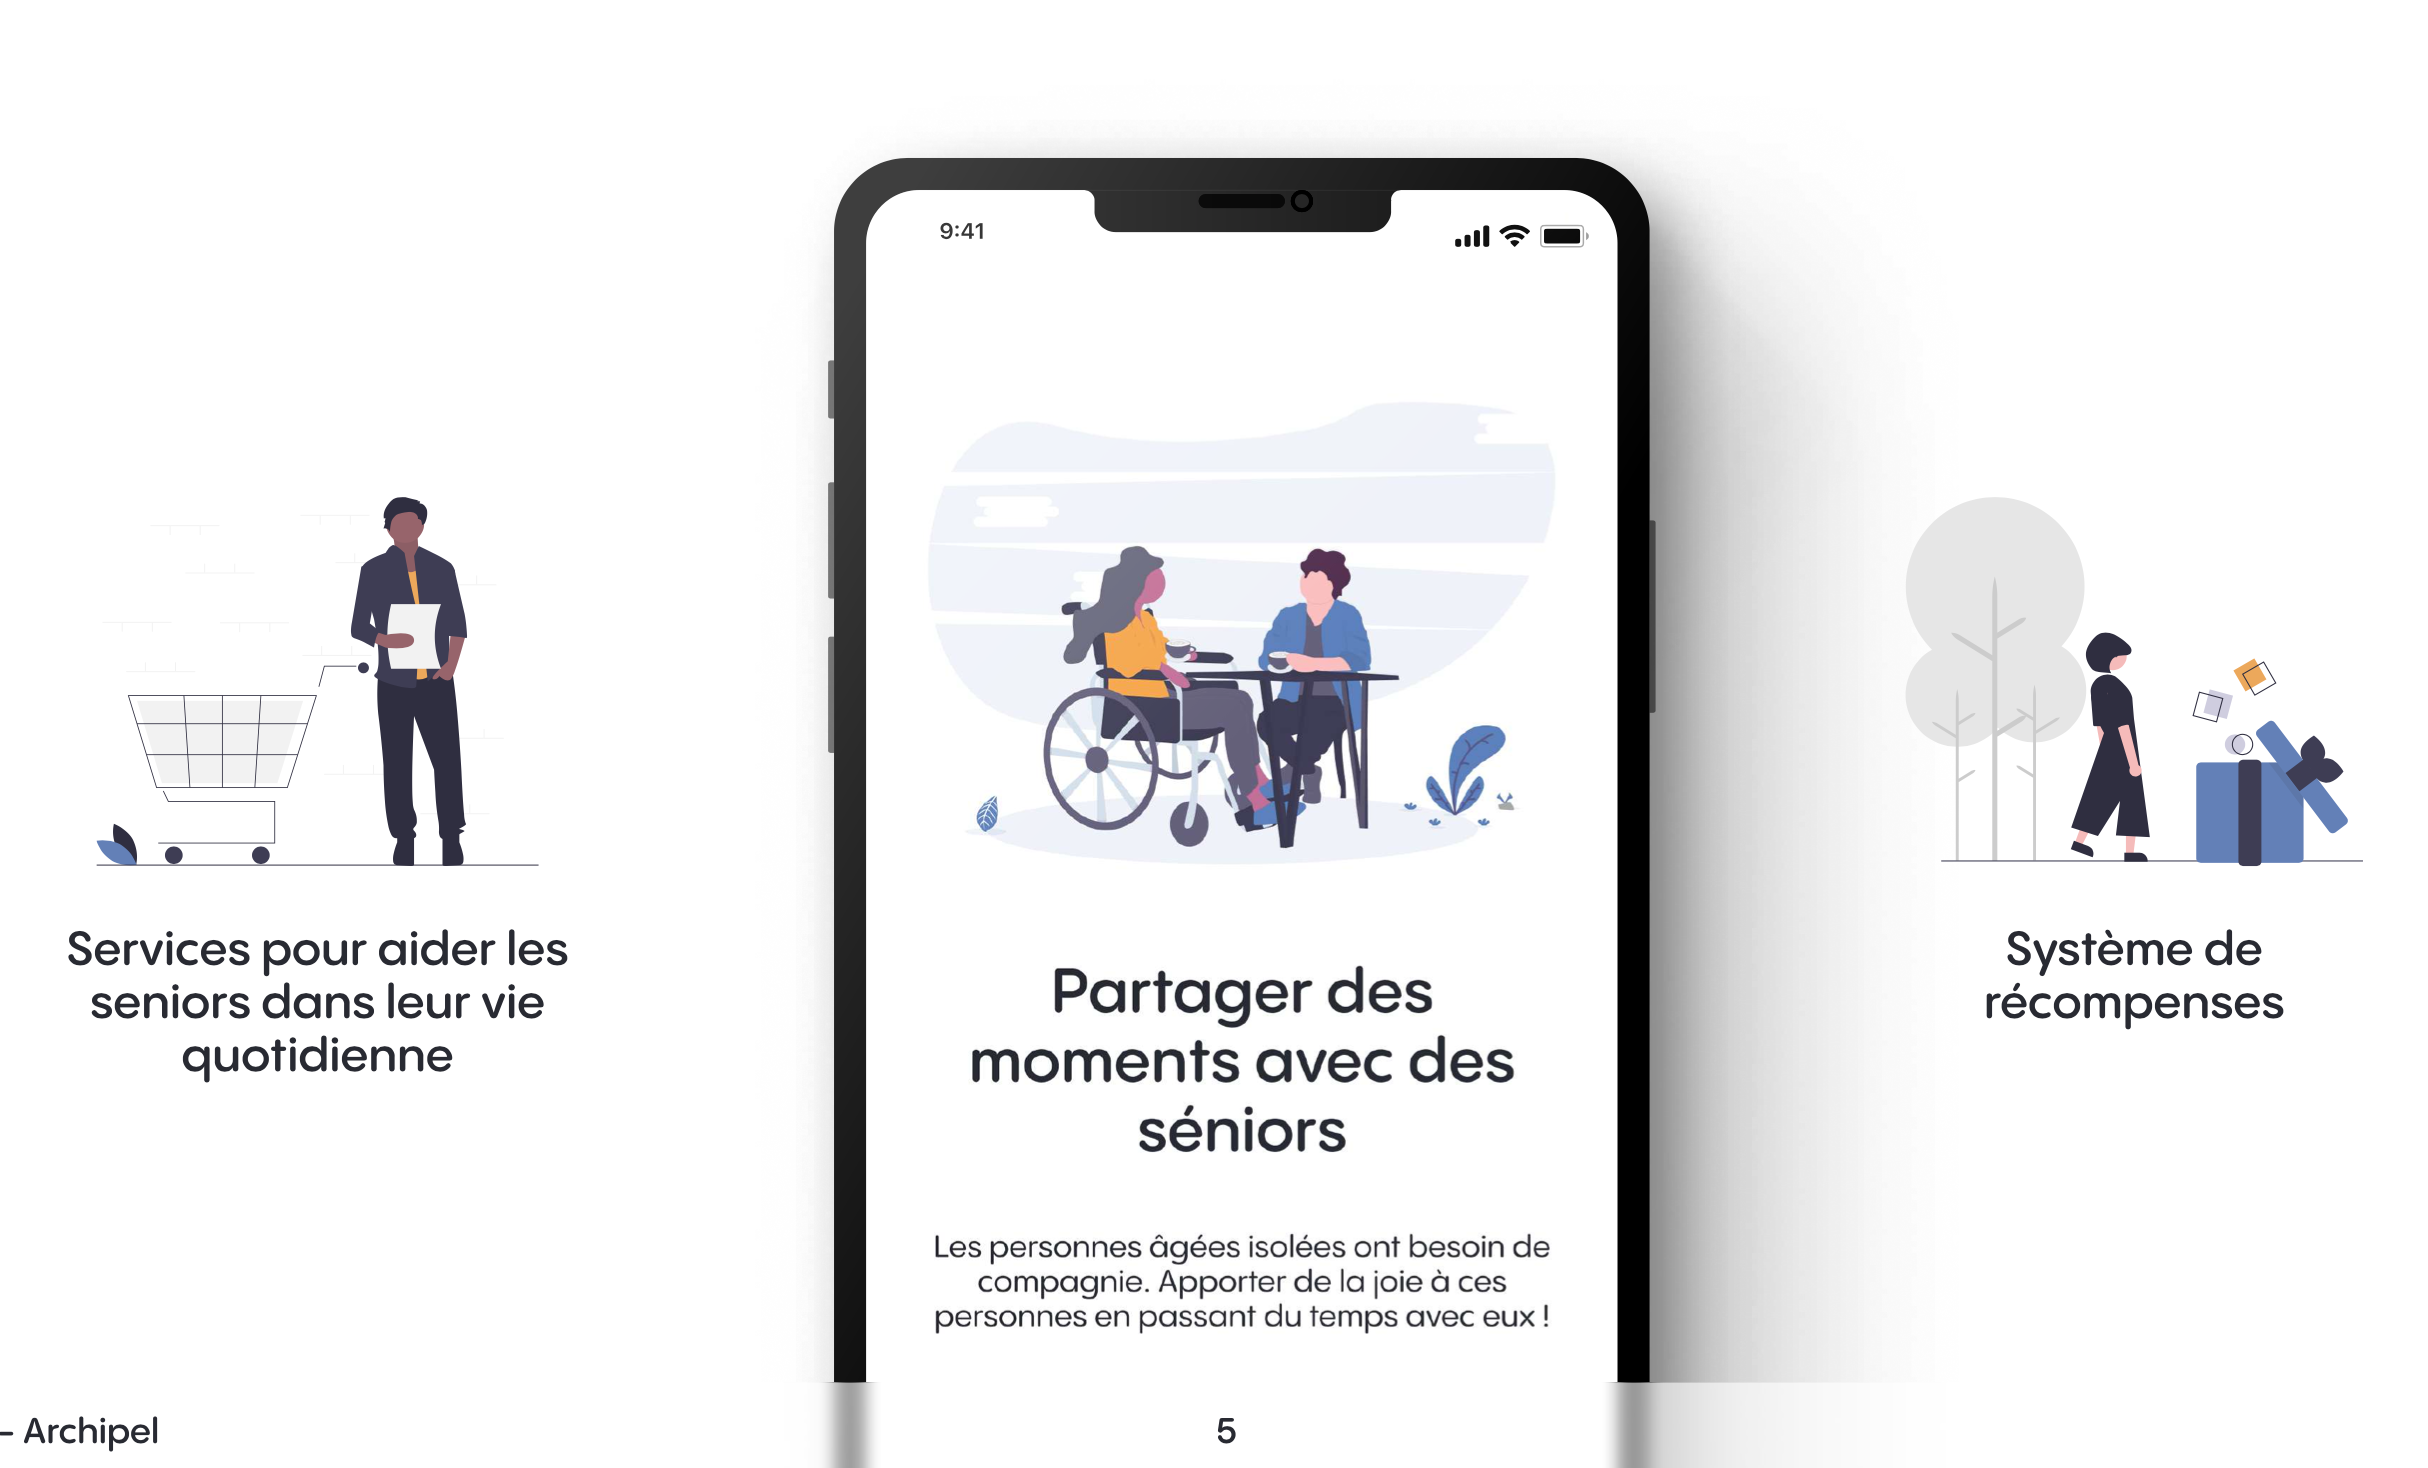 9:41
Services pour aider les
seniors dans leur vie
quotidienne
Partager des
moments avec des
séniors
Les personnes âgées isolées ont besoin de
compagnie. Apporter de la joie à ces
personnes en passant du temps avec eux !
Système de
récompenses
– Archipel
5